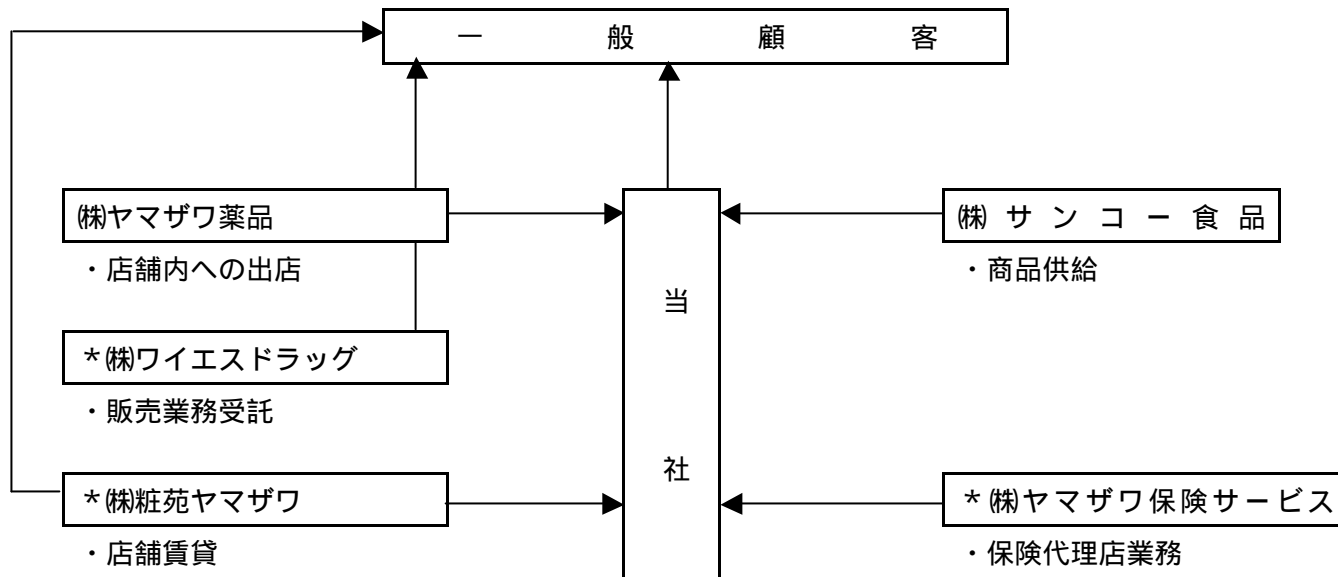 一般顧客
㈱ヤマザワ薬品
・店舗内への出店
*㈱ワイエスドラッグ
・販売業務受託
*㈱粧苑ヤマザワ
・店舗賃貸
当社
㈱サンコー食品
・商品供給
*㈱ヤマザワ保険サービス
・保険代理店業務